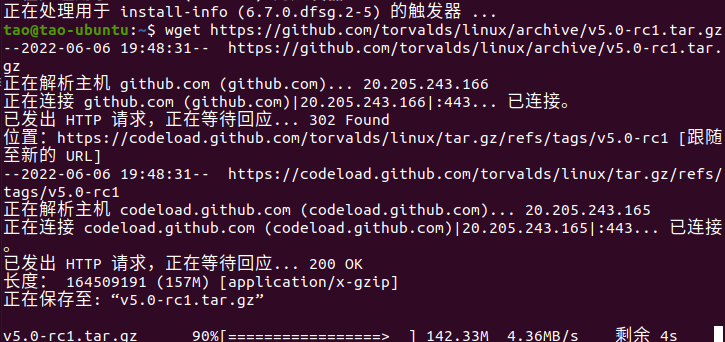 正在处理用于 install-info (6.7.0.dfsg.2-5) 的触发器 ...
tao@tao-ubuntu:~$ wget https://github.com/torvalds/linux/archive/v5.0-rc1.tar.gz
--2022-06-06 19:48:31--  https://github.com/torvalds/linux/archive/v5.0-rc1.tar.
gz
正在解析主机 github.com (github.com)... 20.205.243.166
正在连接 github.com (github.com)|20.205.243.166|:443... 已连接。
已发出 HTTP 请求，正在等待回应... 302 Found
位置：https://codeload.github.com/torvalds/linux/tar.gz/refs/tags/v5.0-rc1 [跟随
至新的 URL]
--2022-06-06 19:48:31--  https://codeload.github.com/torvalds/linux/tar.gz/refs/
tags/v5.0-rc1
正在解析主机 codeload.github.com (codeload.github.com)... 20.205.243.165
正在连接 codeload.github.com (codeload.github.com)|20.205.243.165|:443... 已连接
。
已发出 HTTP 请求，正在等待回应... 200 OK
长度： 164509191 (157M) [application/x-gzip]
正在保存至: “v5.0-rc1.tar.gz”
v5.0-rc1.tar.gz      90%[=================>  ] 142.33M  4.36MB/s    剩余 4s